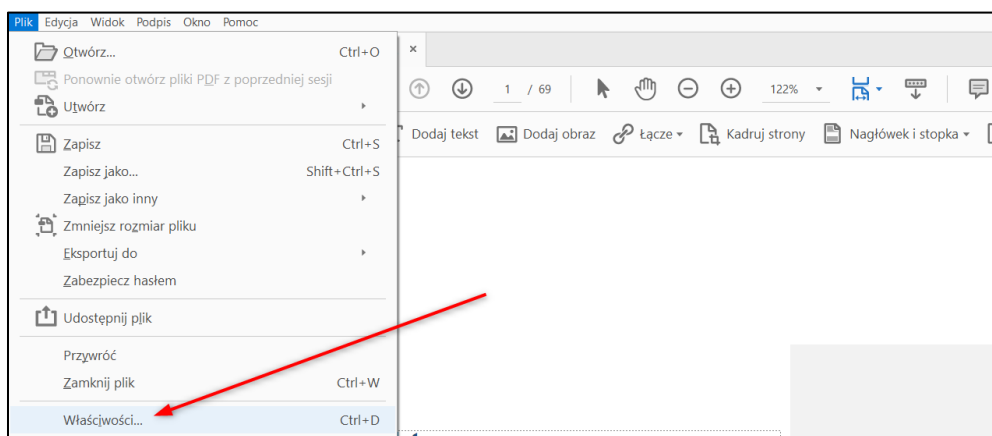 Plik Edycja Widok Podpis Okno Pomoc
Otwórz... Ctrl+O
Ponownie otwórz pliki PDF z poprzedniej sesji
Utwórz
1 / 69 122%
Dodaj tekst Dodaj obraz Łącze Kadruj strony Nagłówek i stopka
Zapisz Ctrl+S
Zapisz jako... Shift+Ctrl+S
Zapisz jako inny
Zmniejsz rozmiar pliku
Eksportuj do
Zabezpiecz hasłem
Udostępnij plik
Przywróć
Zamknij plik Ctrl+W
Właściwości... Ctrl+D